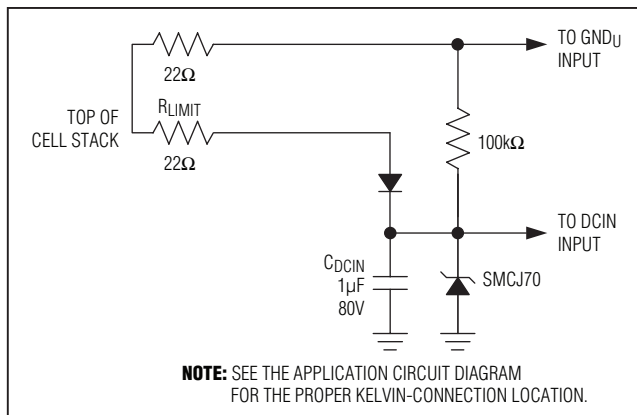 TO GNDU
INPUT
22Ω
RLIMIT
TOP OF
CELL STACK
22Ω
100kΩ
TO DCIN
INPUT
CDCIN
1µF
80V
SMCJ70
NOTE: SEE THE APPLICATION CIRCUIT DIAGRAM
FOR THE PROPER KELVIN-CONNECTION LOCATION.